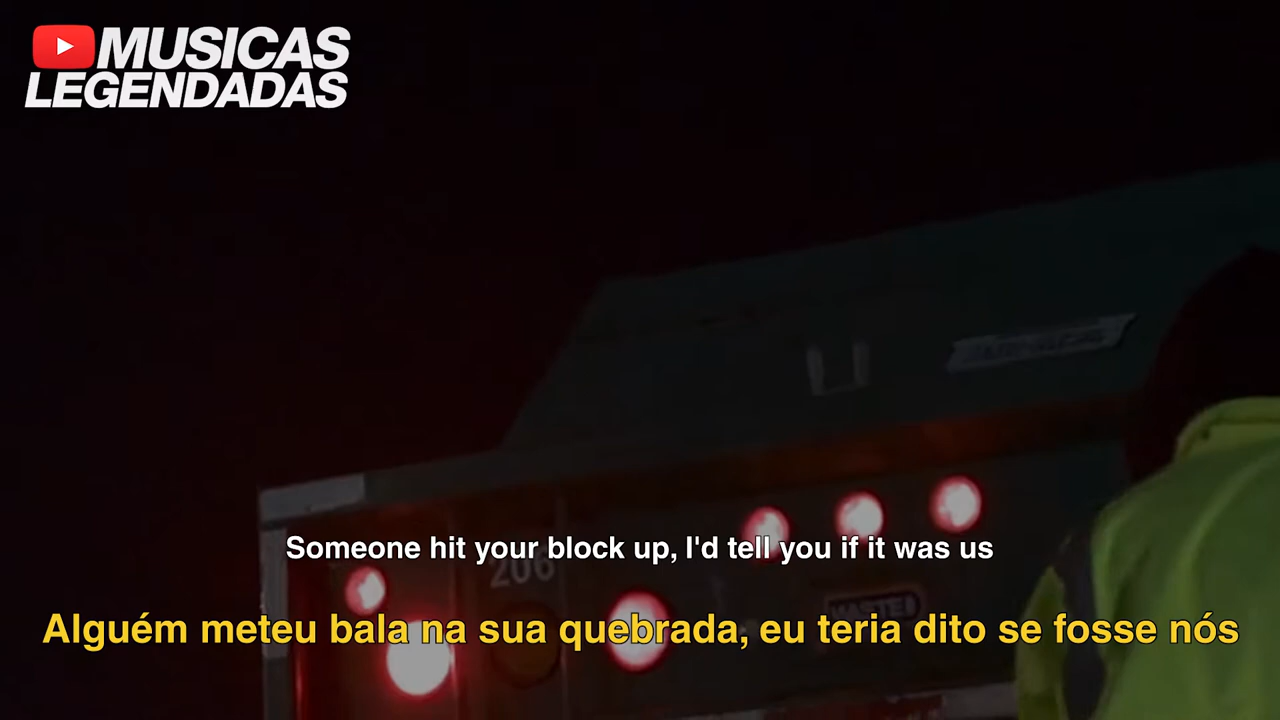 MUSICAS
LEGENDADAS
Someone hit your block up, I'd tell you if it was us
206
Alguém meteu bala na sua quebrada, eu teria dito se fosse nós